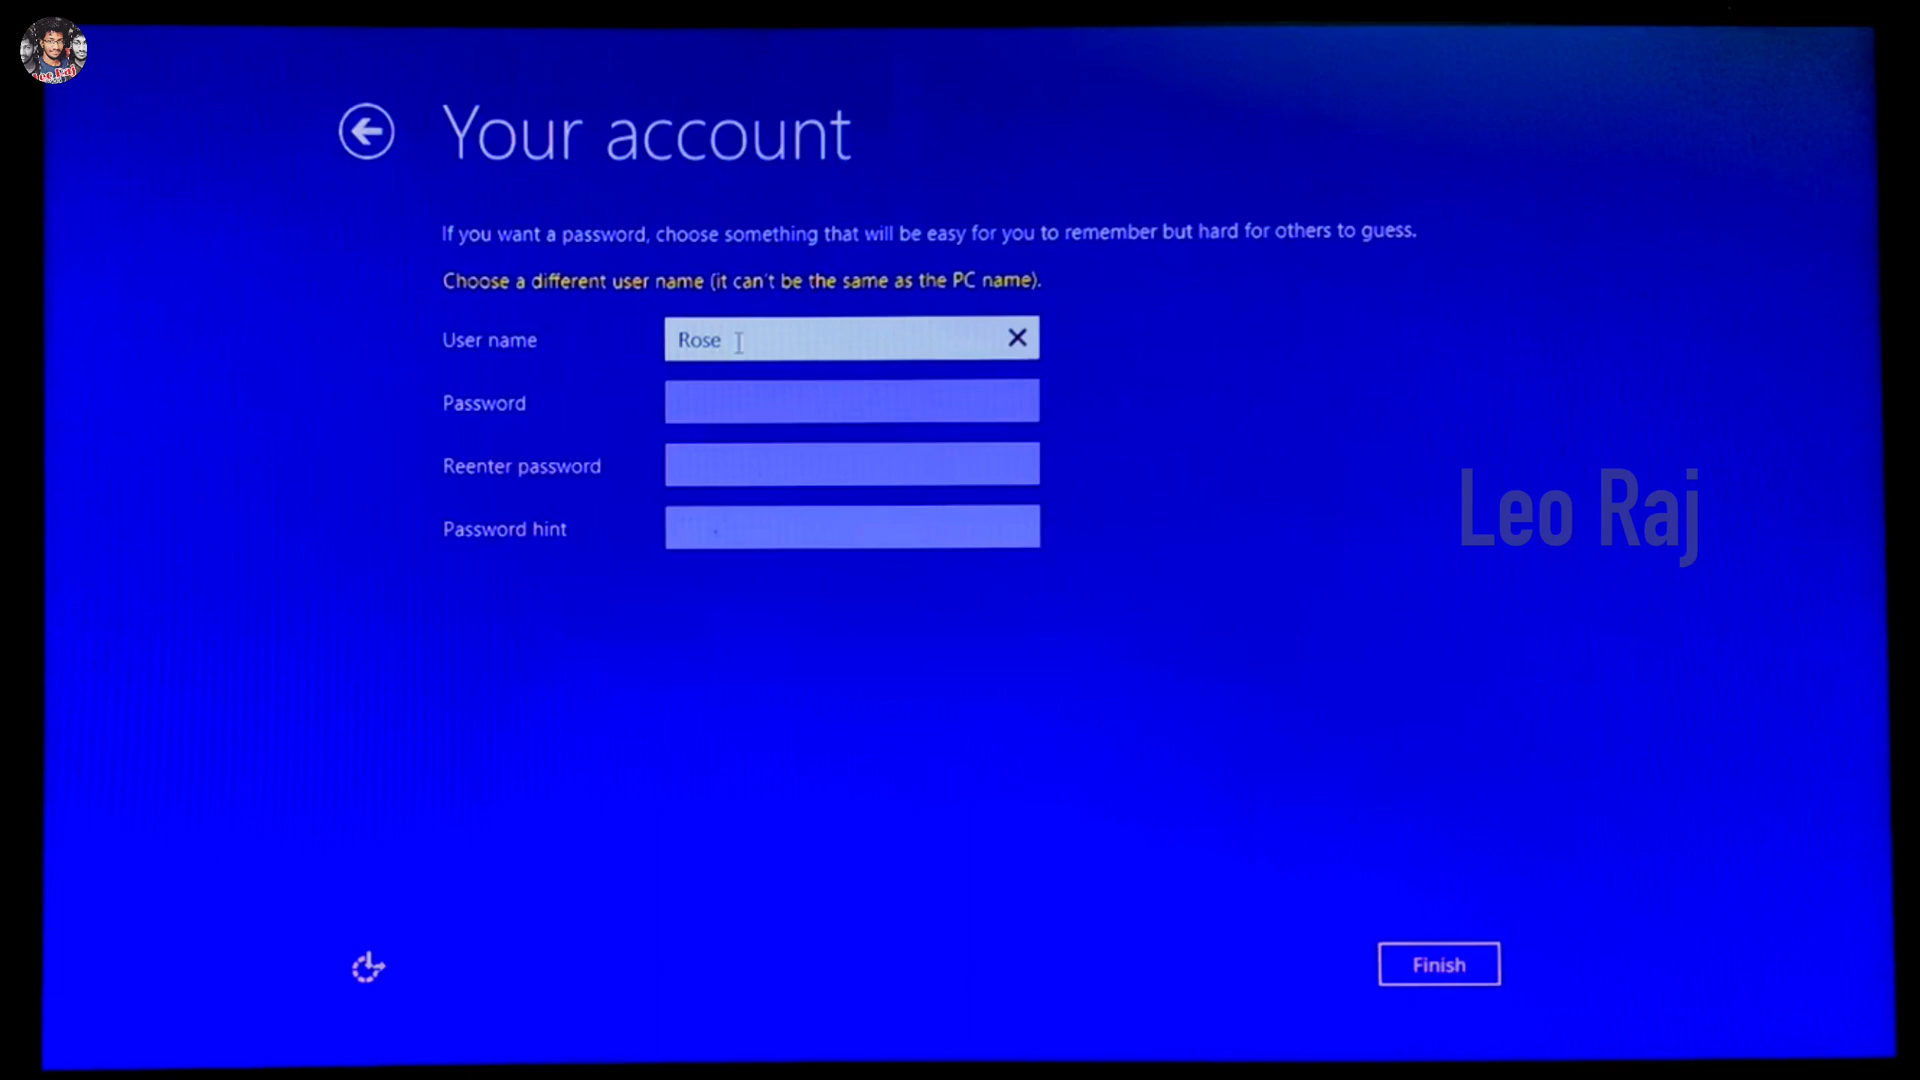 Leo Raj
Your account
If you want a password, choose something that will be easy for you to remember but hard for others to guess.
Choose a different user name (it can't be the same as the PC name).
User name
Rose
Password
Reenter password
Password hint
Leo Raj
Finish